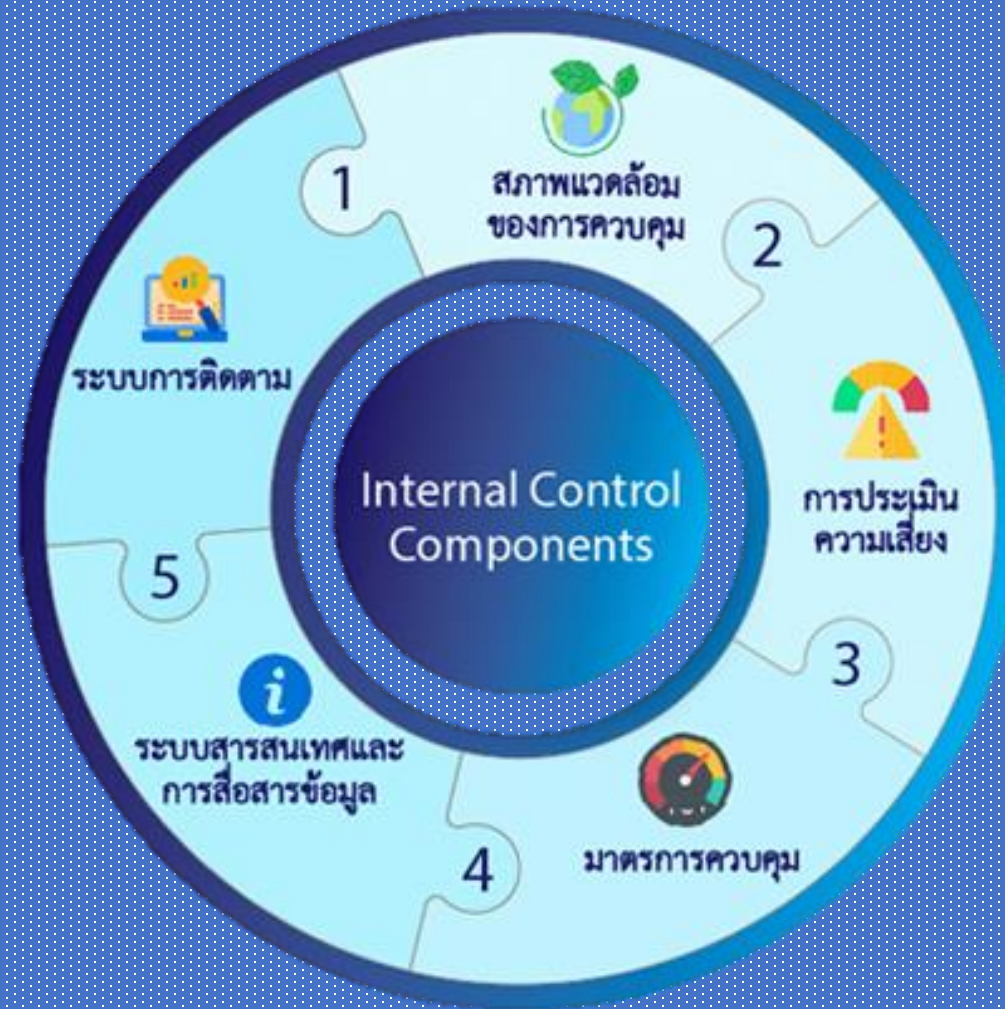 1
สภาพแวดล้อม
ของการควบคุม
2
การประเมิน
ความเสี่ยง
3
มาตรการควบคุม
4
ระบบสารสนเทศและ
การสื่อสารข้อมูล
5
ระบบการติดตาม
Internal Control
Components
i